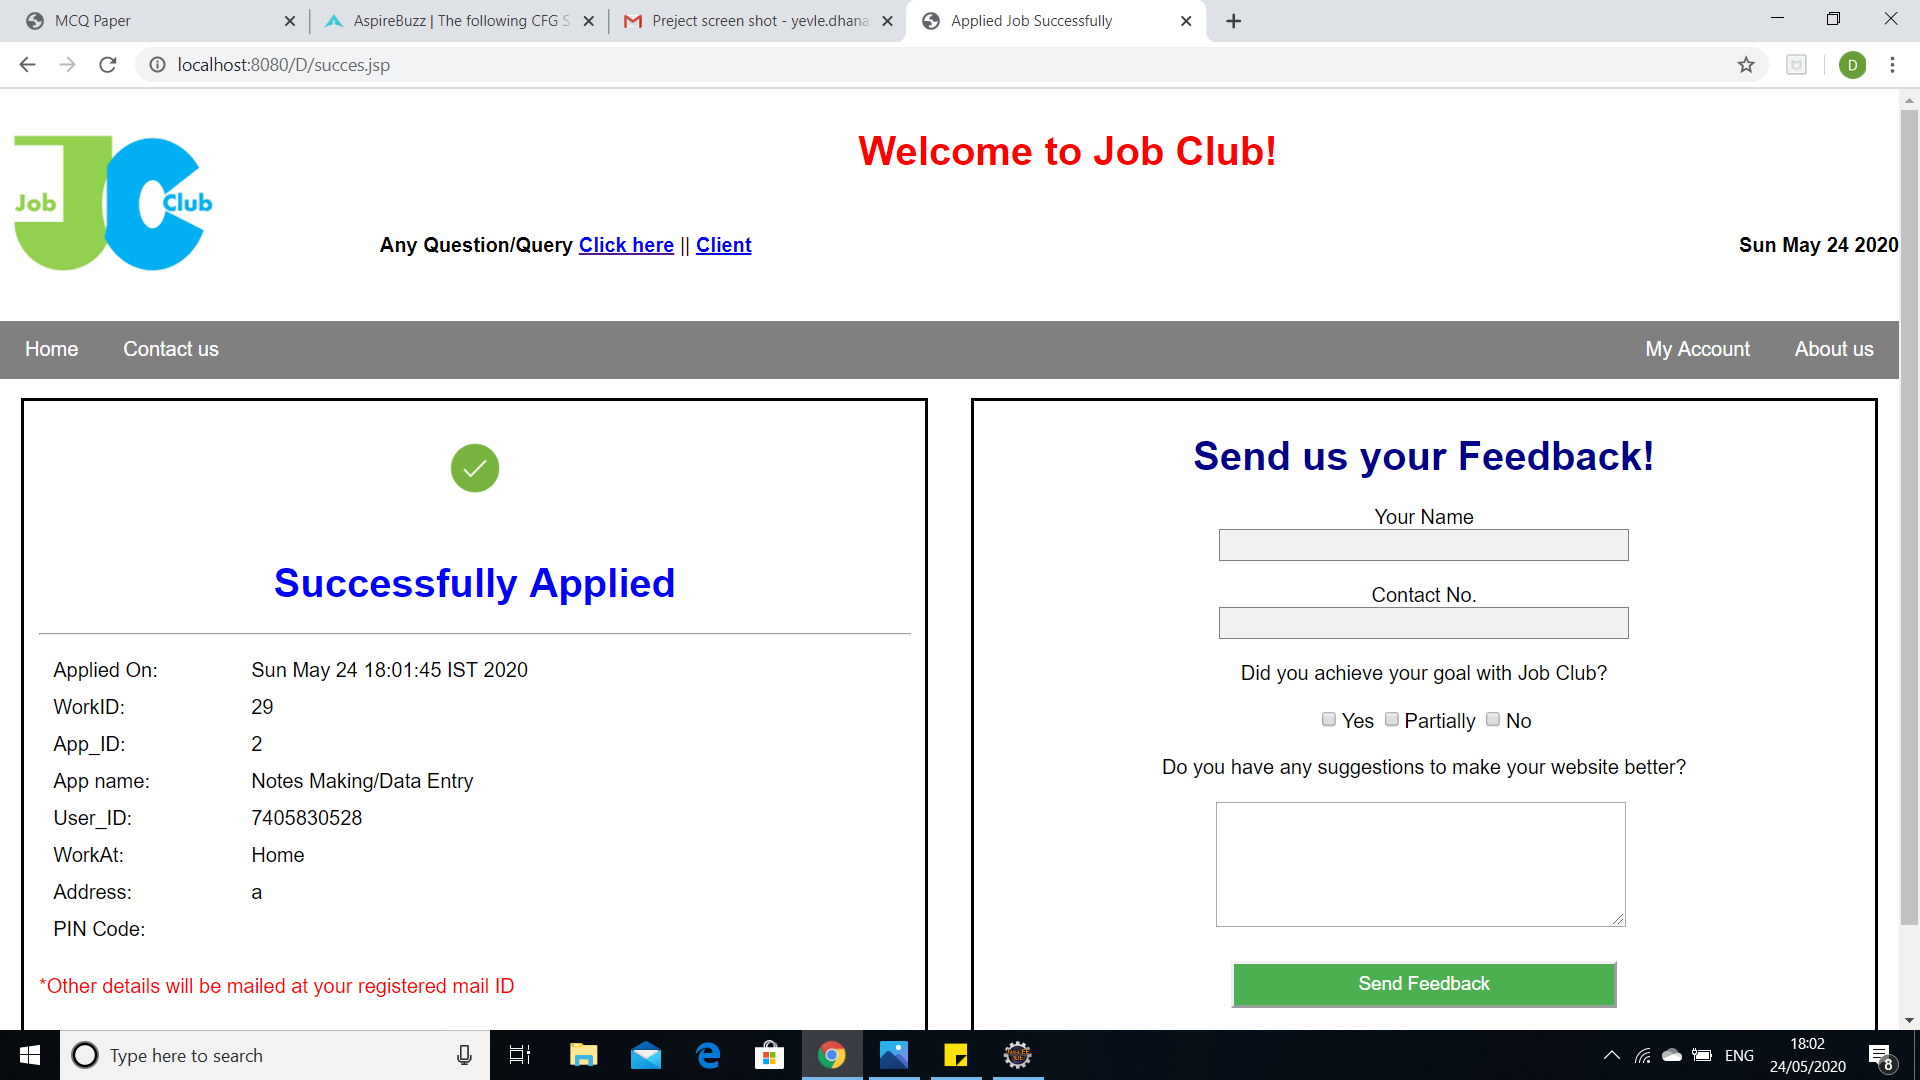 MCQ Paper
AspireBuzz | The following CFG S
Preject screen shot - yevle.dhana
Applied Job Successfully
localhost:8080/D/succes.jsp
D
Job Club
Welcome to Job Club!
Any Question/Query Click here || Client
Sun May 24 2020
Home Contact us My Account About us
Successfully Applied
Applied On: Sun May 24 18:01:45 IST 2020
WorkID: 29
App_ID: 2
App name: Notes Making/Data Entry
User_ID: 7405830528
WorkAt: Home
Address: a
PIN Code:
*Other details will be mailed at your registered mail ID
Send us your Feedback!
Your Name
Contact No.
Did you achieve your goal with Job Club?
Yes Partially No
Do you have any suggestions to make your website better?
Send Feedback
Type here to search
ENG
18:02
24/05/2020
8